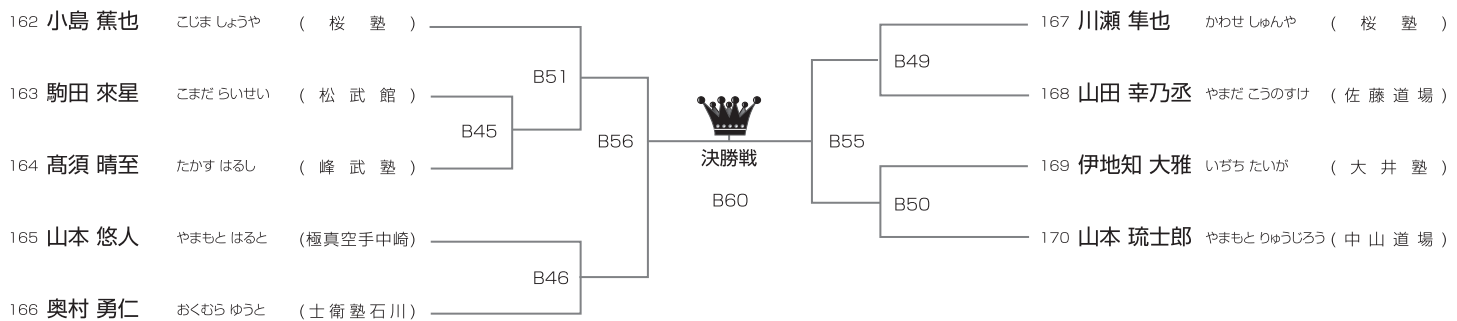 162 小島 蕉也 こじま しょうや ( 桜 塾 )
163 駒田 來星 こまだ らいせい ( 松 武 館 )
164 髙須 晴至 たかす はるし ( 峰 武 塾 )
165 山本 悠人 やまもと はると (極真空手中崎)
166 奥村 勇仁 おくむら ゆうと (士衛塾石川)
B51
B45
B56
B46
決勝戦
B60
B49
B55
B50
167 川瀬 隼也 かわせ しゅんや ( 桜 塾 )
168 山田 幸乃丞 やまだ こうのすけ ( 佐 藤 道 場 )
169 伊地知 大雅 いぢち たいが ( 大 井 塾 )
170 山本 琉士郎 やまもと りゅうじろう ( 中 山 道 場 )